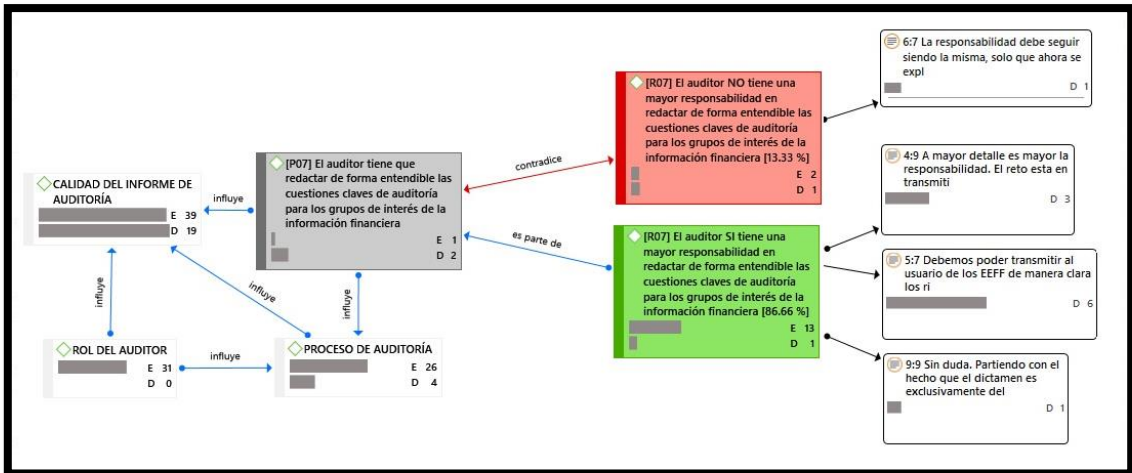 CALIDAD DEL INFORME DE
AUDITORÍA
E 39
D 19
influye
influye
influye
ROL DEL AUDITOR
E 31
D 0
influye
PROCESO DE AUDITORÍA
E 26
D 4
influye
[P07] El auditor tiene que
redactar de forma entendible las
cuestiones claves de auditoría
para los grupos de interés de la
información financiera
E 1
D 2
contradice
es parte de
[R07] El auditor NO tiene una
mayor responsabilidad en
redactar de forma entendible las
cuestiones claves de auditoría
para los grupos de interés de la
información financiera [13.33 %]
E 2
D 1
[R07] El auditor SI tiene una
mayor responsabilidad en
redactar de forma entendible las
cuestiones claves de auditoría
para los grupos de interés de la
información financiera [86.66 %]
E 13
D 1
6:7 La responsabilidad debe seguir
siendo la misma, solo que ahora se
expl
D 1
4:9 A mayor detalle es mayor la
responsabilidad. El reto esta en
transmiti
D 3
5:7 Debemos poder transmitir al
usuario de los EEFF de manera clara
los ri
D 6
9:9 Sin duda. Partiendo con el
hecho que el dictamen es
exclusivamente del
D 1